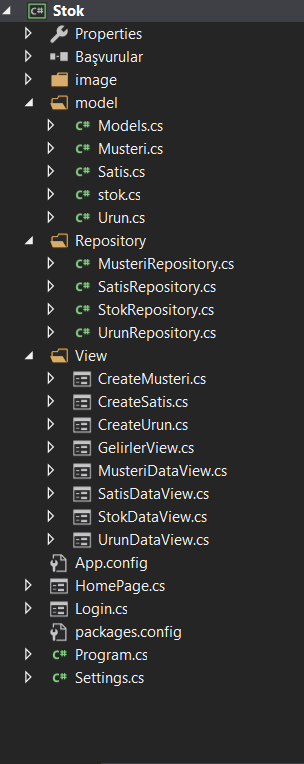 C# Stok
Properties
Başvurular
image
model
C# Models.cs
C# Musteri.cs
C# Satis.cs
C# stok.cs
C# Urun.cs
Repository
C# MusteriRepository.cs
C# SatisRepository.cs
C# StokRepository.cs
C# UrunRepository.cs
View
CreateMusteri.cs
CreateSatis.cs
CreateUrun.cs
GelirlerView.cs
MusteriDataView.cs
SatisDataView.cs
StokDataView.cs
UrunDataView.cs
App.config
HomePage.cs
Login.cs
packages.config
C# Program.cs
C# Settings.cs